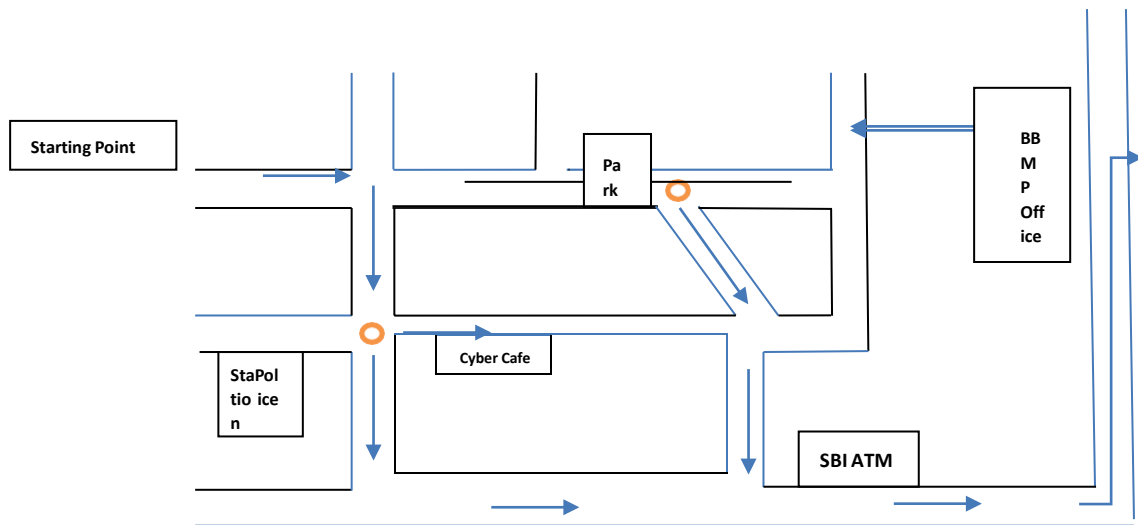 Starting Point
Pa
rk
BB
M
P
Off
ice
Cyber Cafe
StaPol
tio ice
n
SBI ATM